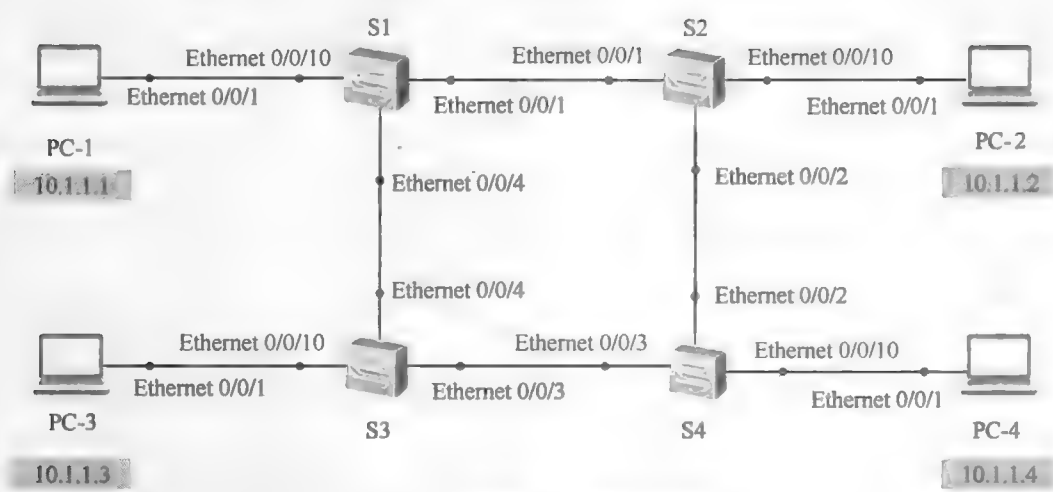 S1
S2
Ethernet 0/0/10
Ethernet 0/0/1
Ethernet 0/0/10
Ethernet 0/0/1
Ethernet 0/0/1
Ethernet 0/0/1
PC-1
PC-2
10.1.1.1
Ethernet 0/0/4
Ethernet 0/0/2
10.1.1.2
Ethernet 0/0/4
Ethernet 0/0/2
Ethernet 0/0/10
Ethernet 0/0/3
Ethernet 0/0/10
Ethernet 0/0/1
Ethernet 0/0/3
Ethernet 0/0/1
PC-3
S3
S4
PC-4
10.1.1.3
10.1.1.4